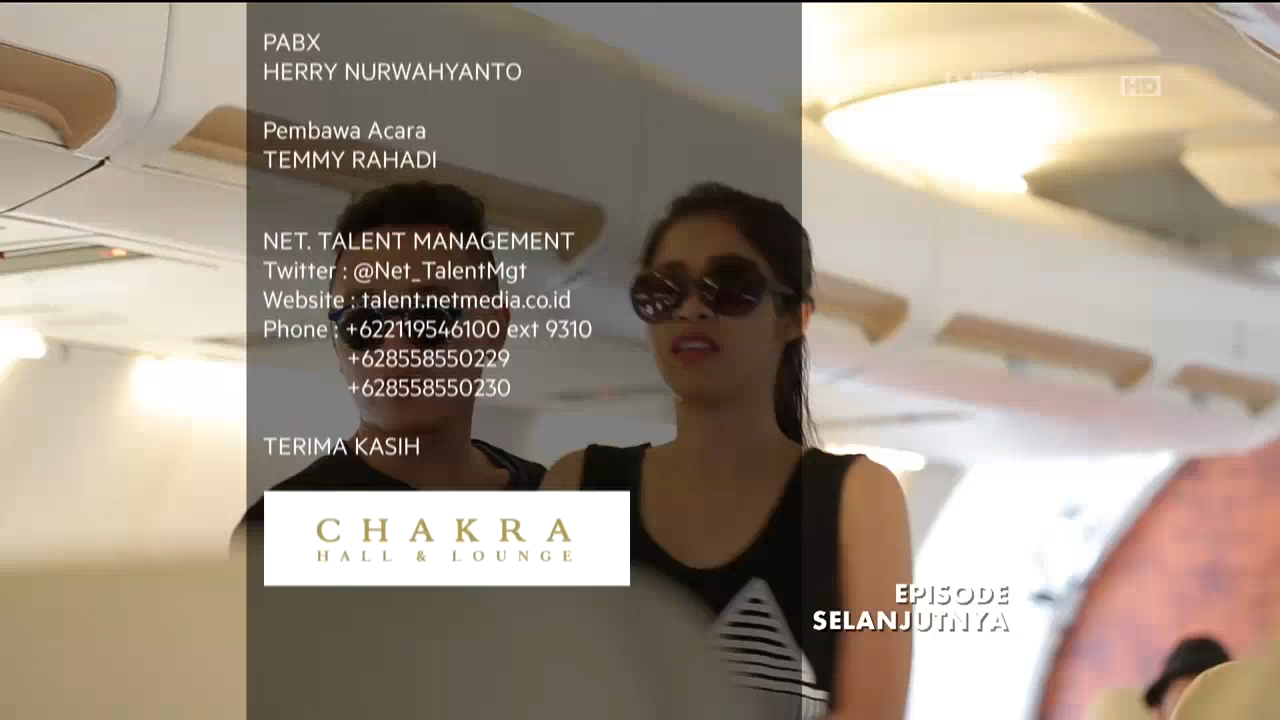 PABX
HERRY NURWAHYANTO
Pembawa Acara
TEMMY RAHADI
NET. TALENT MANAGEMENT
Twitter : @Net_TalentMgt
Website : talent.netmedia.co.id
Phone : +622119546100 ext 9310
+628558550229
+628558550230
TERIMA KASIH
CHAKRA
HALL & LOUNGE
HD
EPISODE
SELANJUTNYA